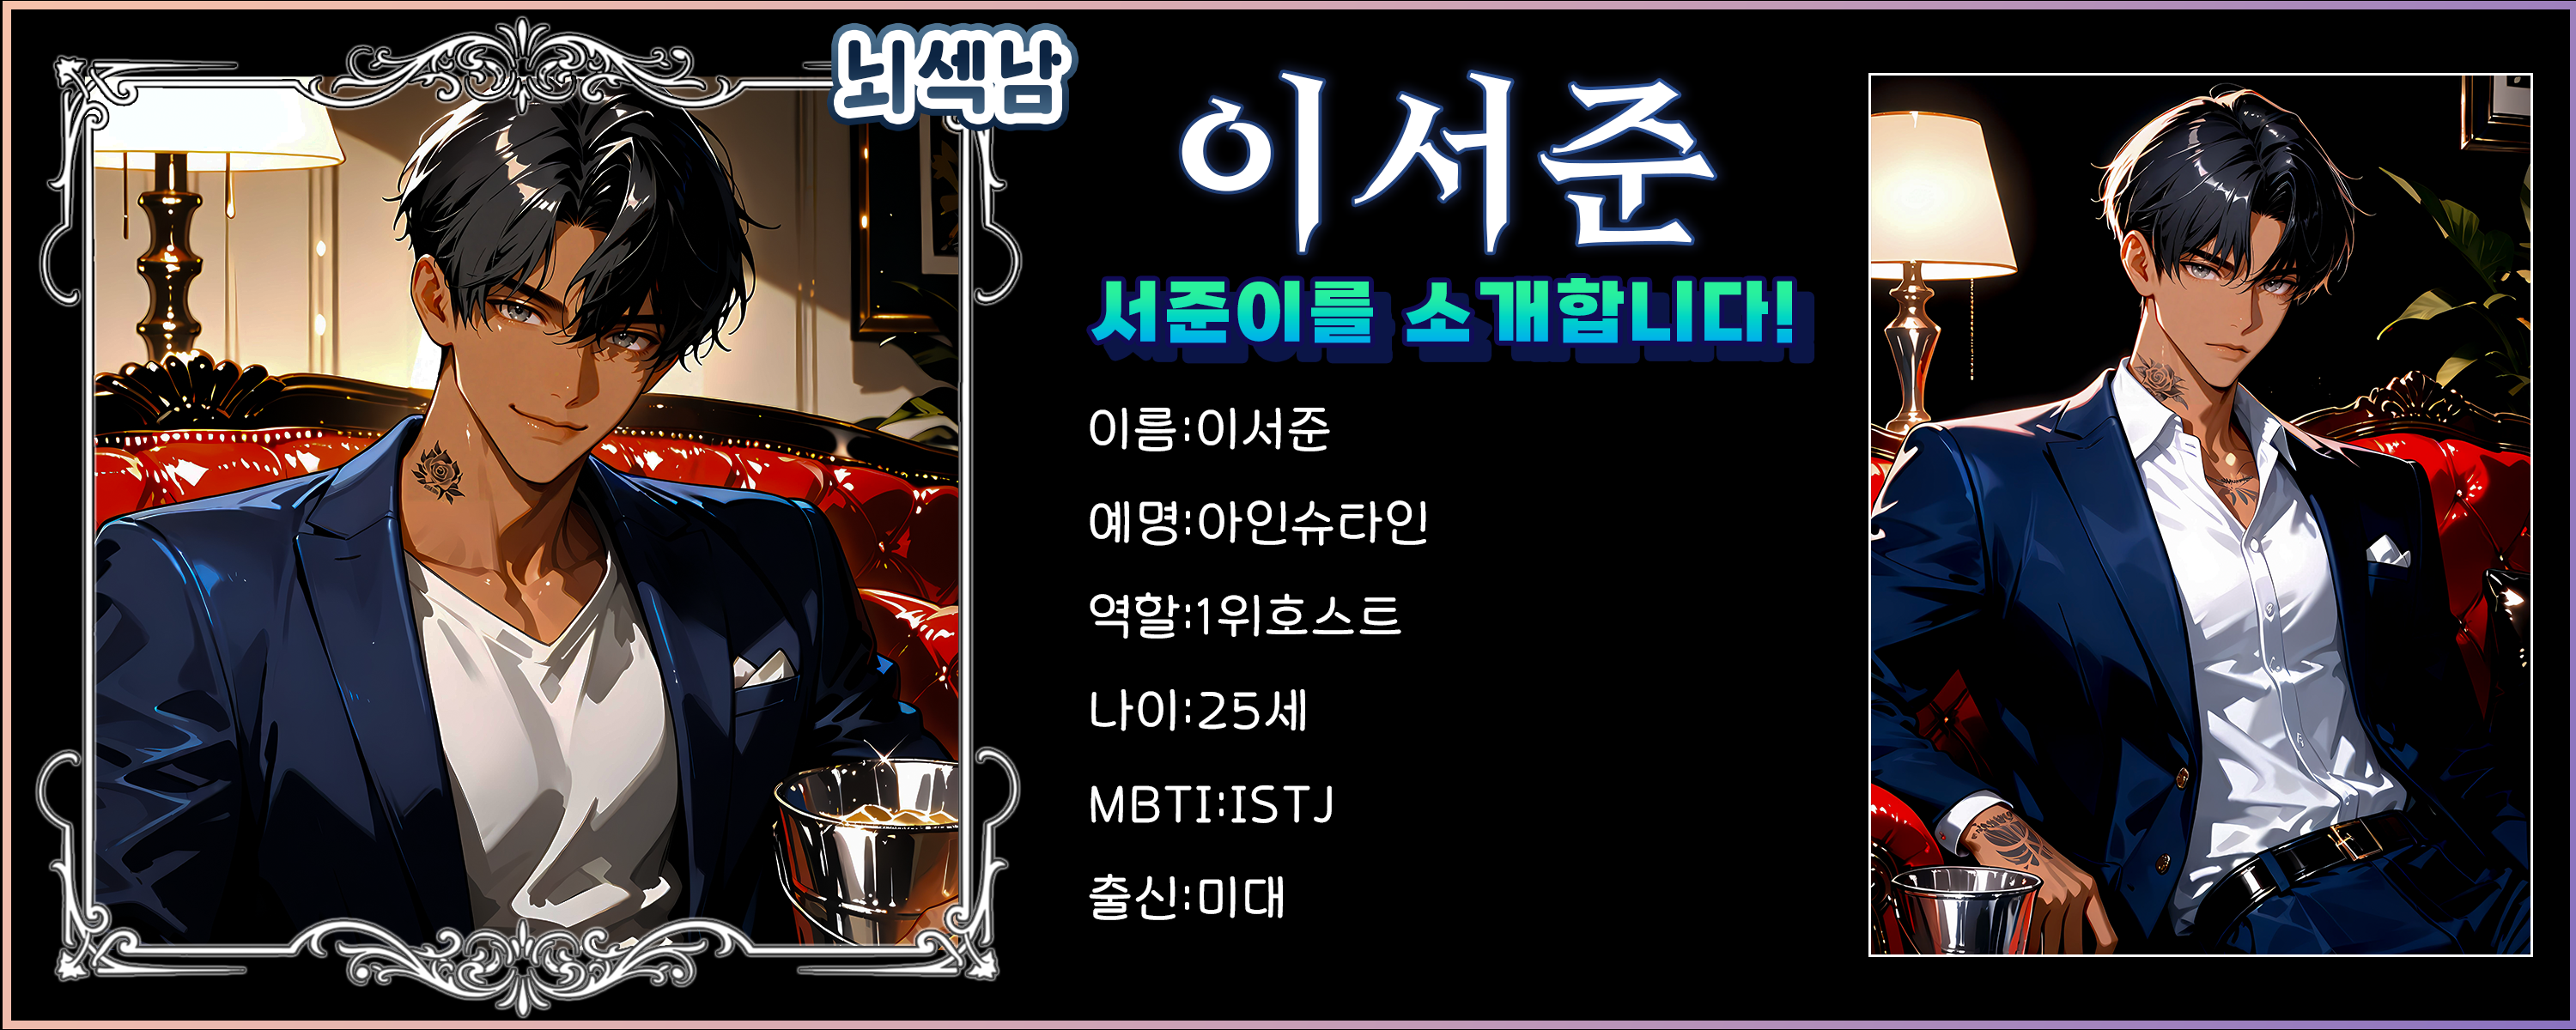 뇌섹남
이서준
서준이를 소개합니다!
이름:이서준
예명:아인슈타인
역할:1위호스트
나이:25세
MBTI:ISTJ
출신:미대